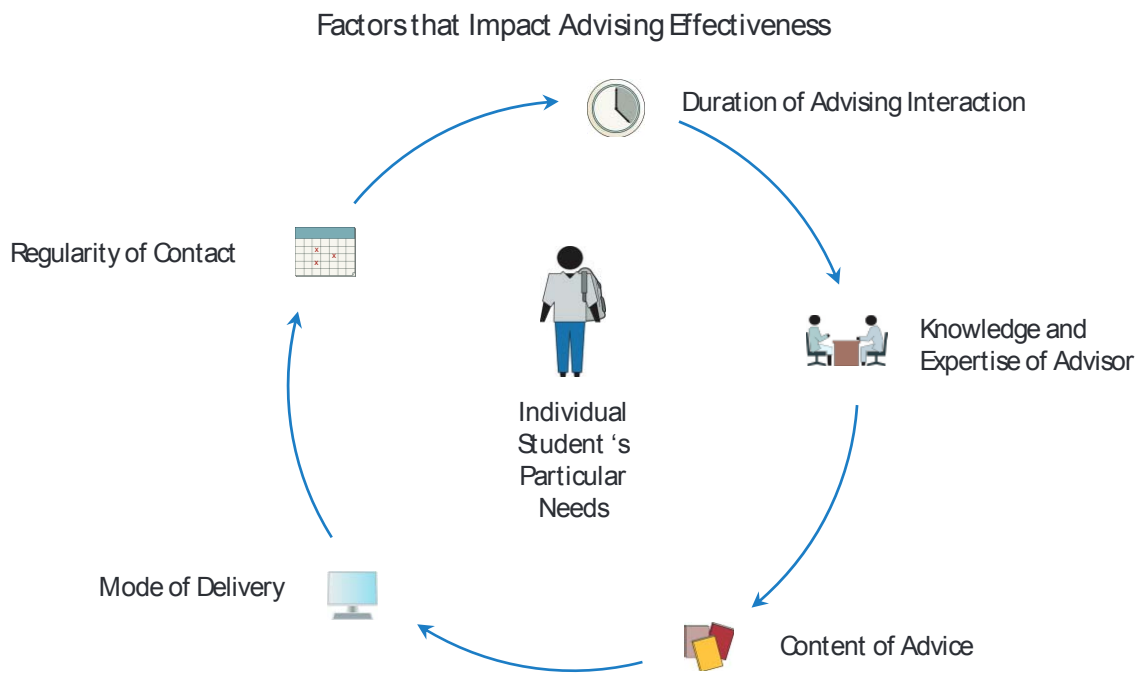 Factors that Impact Advising Effectiveness
Duration of Advising Interaction
Regularity of Contact
Knowledge and
Expertise of Advisor
Individual
Student ‘s
Particular
Needs
Mode of Delivery
Content of Advice